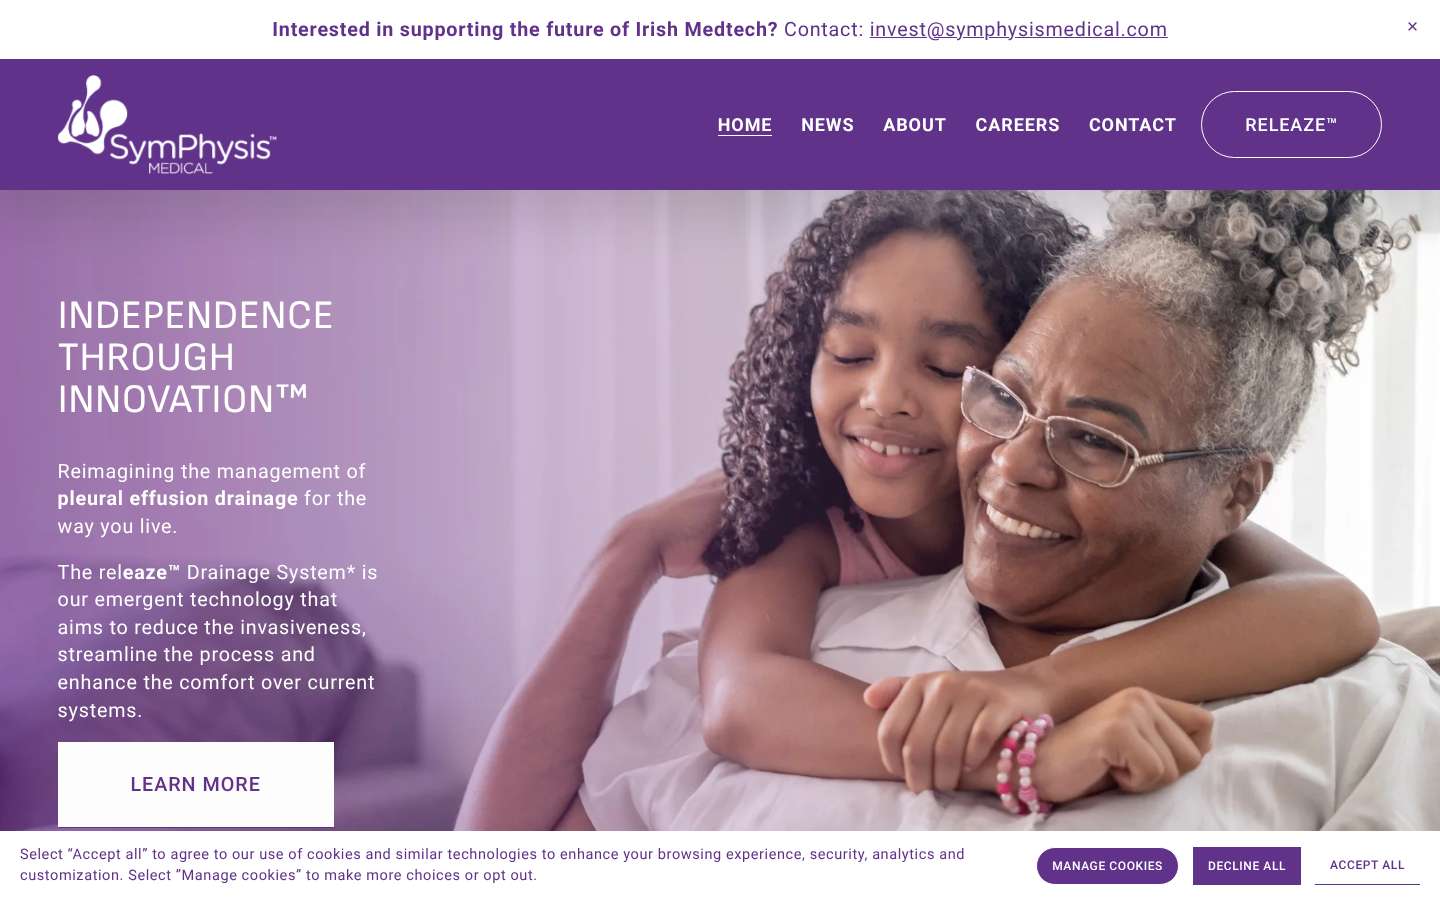 Interested in supporting the future of Irish Medtech? Contact: invest@symphysismedical.com
×
SymPhysis™
MEDICAL
HOME NEWS ABOUT CAREERS CONTACT RELEAZE™
INDEPENDENCE
THROUGH
INNOVATION™
Reimagining the management of
pleural effusion drainage for the
way you live.
The releaze™ Drainage System* is
our emergent technology that
aims to reduce the invasiveness,
streamline the process and
enhance the comfort over current
systems.
LEARN MORE
Select “Accept all” to agree to our use of cookies and similar technologies to enhance your browsing experience, security, analytics and
customization. Select “Manage cookies” to make more choices or opt out.
MANAGE COOKIES DECLINE ALL ACCEPT ALL